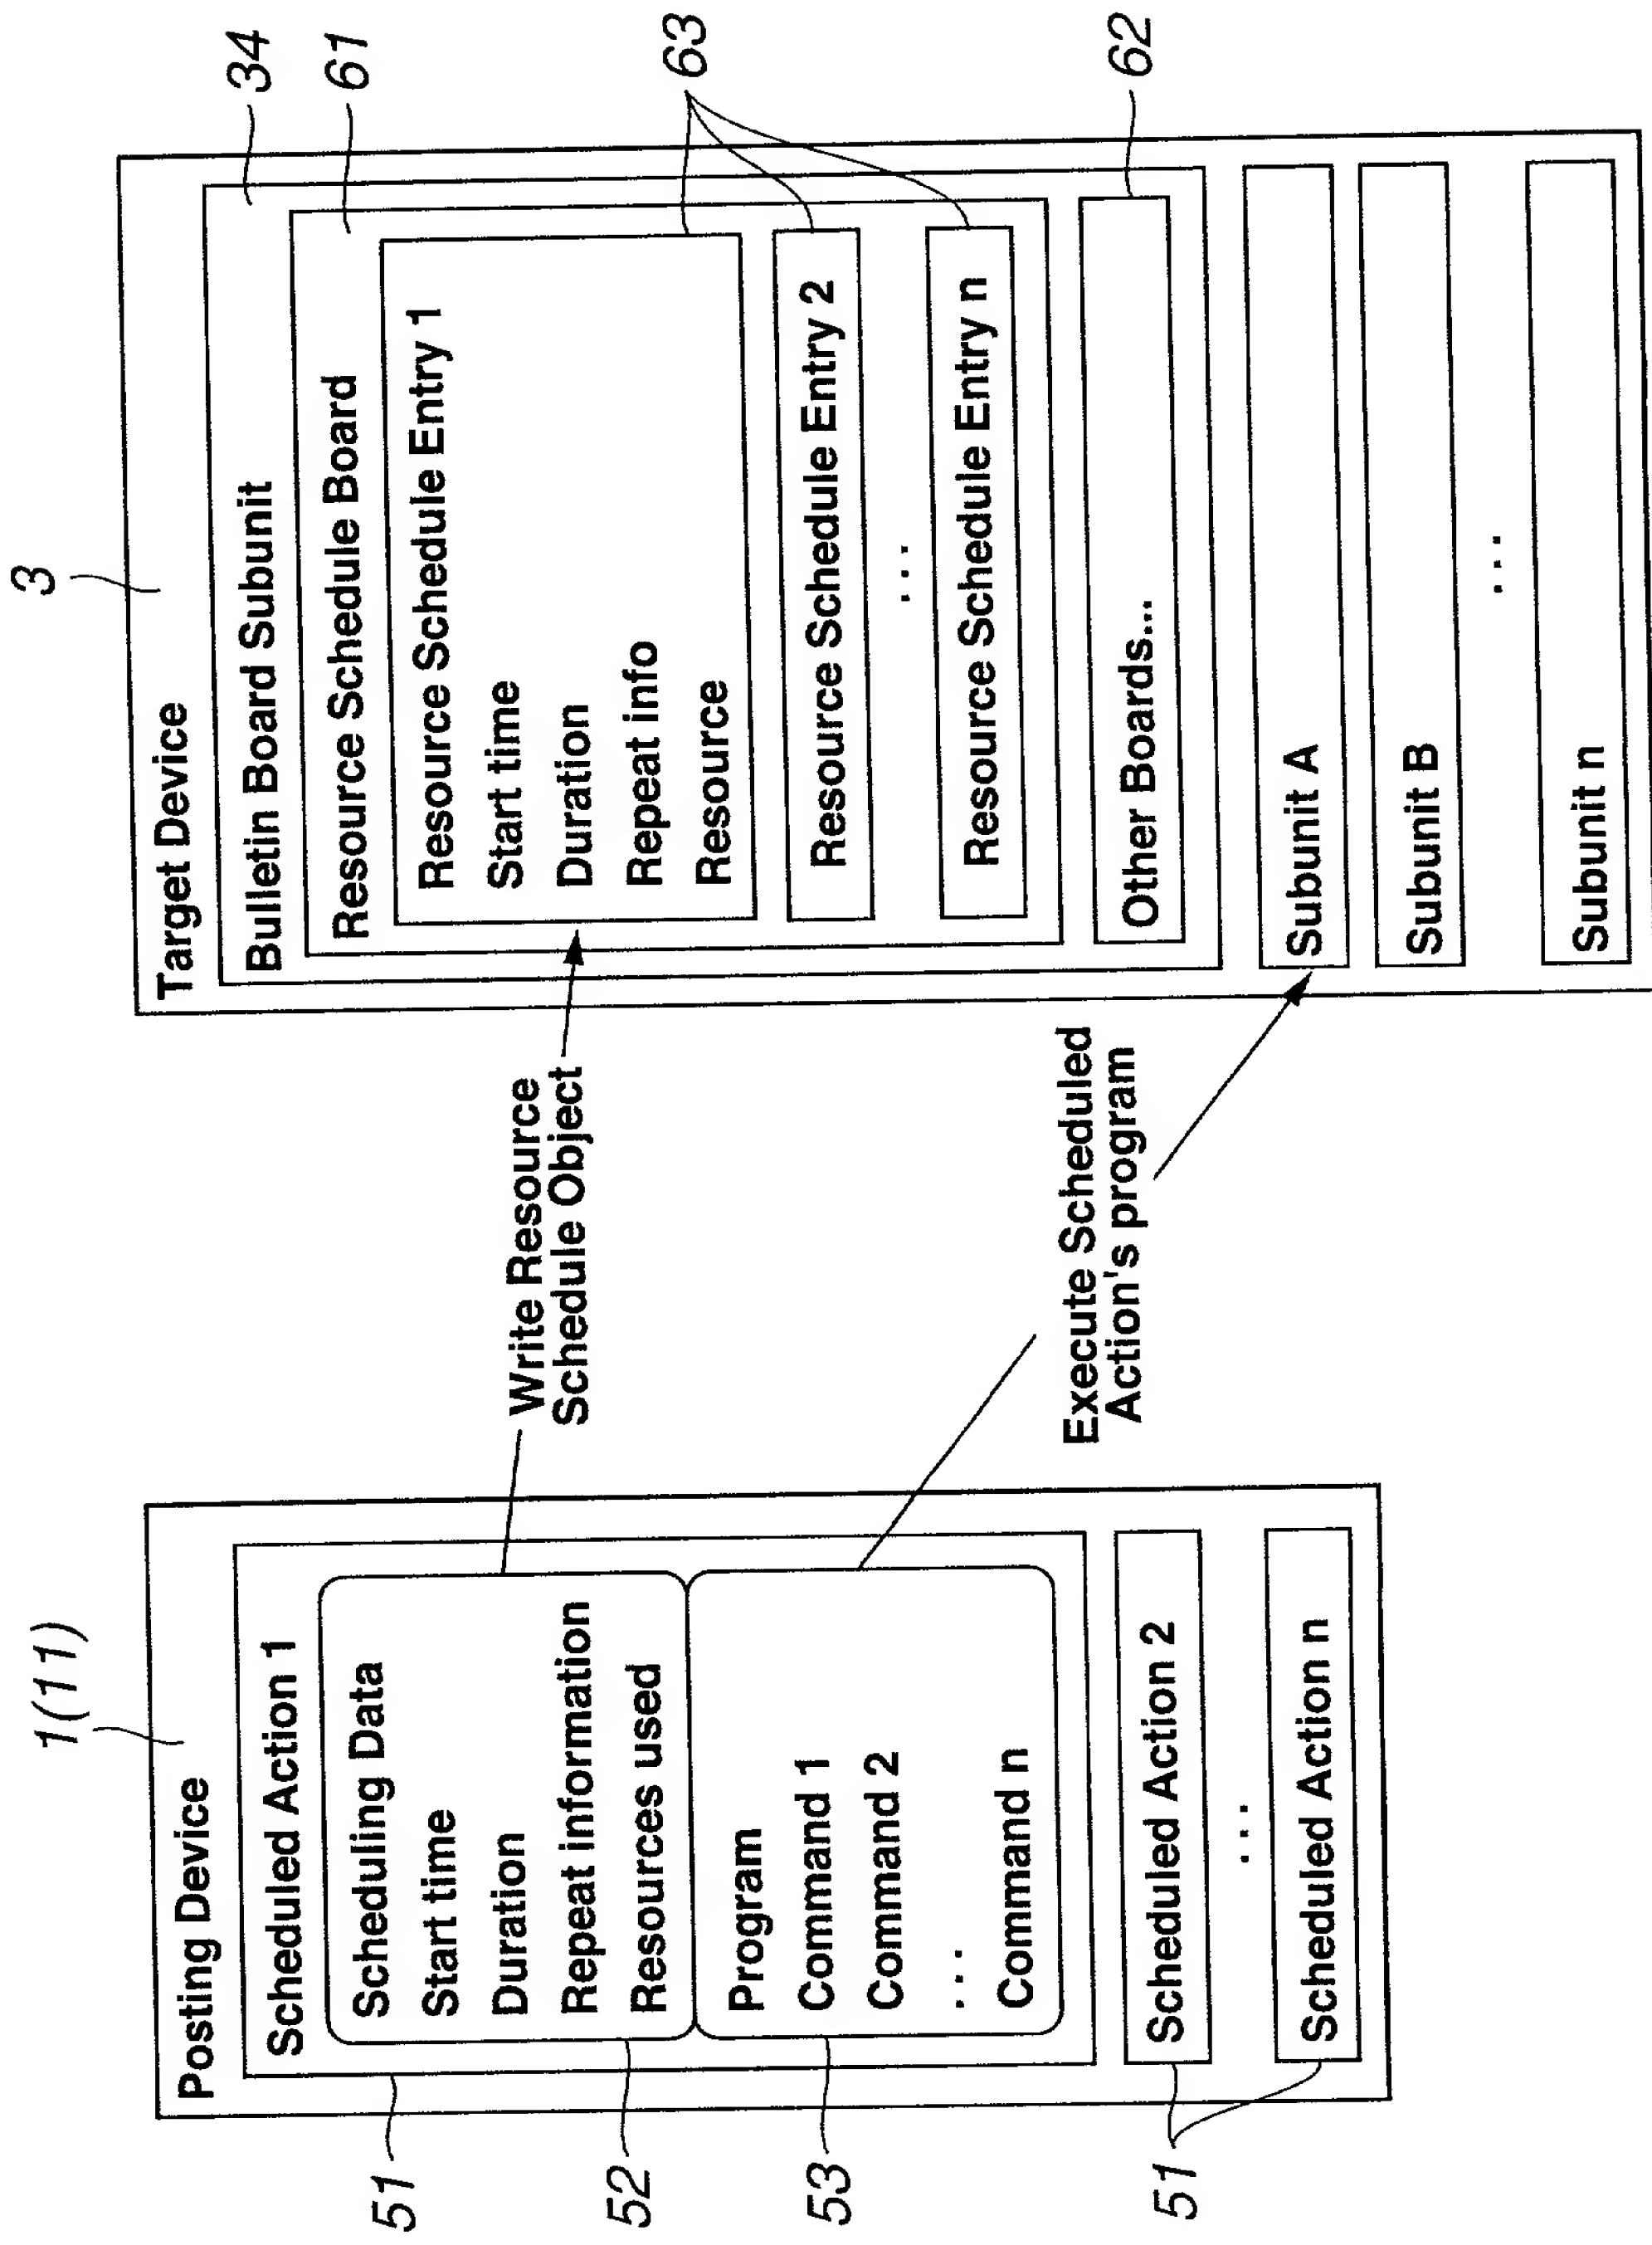 1(11)
Posting Device
Scheduled Action 1
Scheduling Data
Start time
Duration
Repeat information
Resources used
Program
Command 1
Command 2
...
Command n
Scheduled Action 2
...
Scheduled Action n
51
52
53
51
Write Resource
Schedule Object
Execute Scheduled
Action's program
3
Target Device
Bulletin Board Subunit
Resource Schedule Board
Resource Schedule Entry 1
Start time
Duration
Repeat info
Resource
Resource Schedule Entry 2
...
Resource Schedule Entry n
Other Boards...
Subunit A
Subunit B
...
Subunit n
34
61
63
62